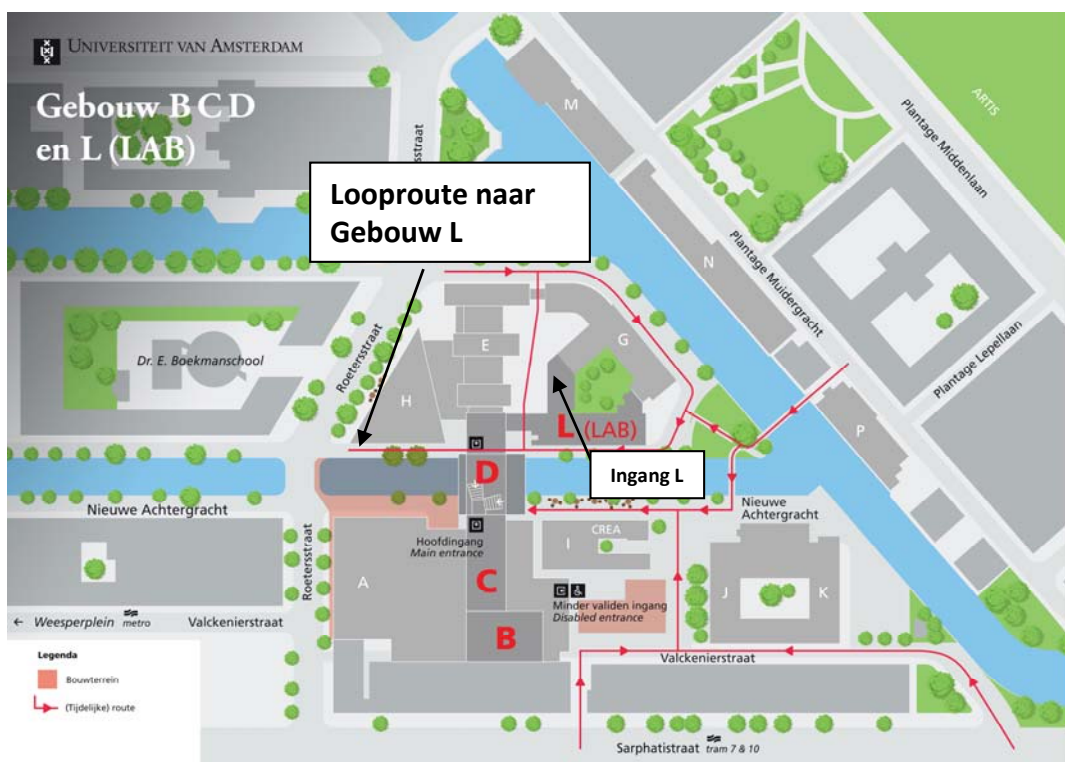 UNIVERSITEIT VAN AMSTERDAM
Gebouw B C D
en L (LAB)
Looproute naar
Gebouw L
M
ARTIS
Plantage Middenlaan
N
Plantage Muidergracht
Plantage Lepellaan
Dr. E. Boekmanschool
Roetersstraat
E
G
H
L (LAB)
P
D
Ingang L
Nieuwe Achtergracht
Nieuwe
Achtergracht
Hoofdingang
Main entrance
CREA
I
Roetersstraat
A
C
Minder validen ingang
Disabled entrance
J
K
← Weesperplein metro
Valckenierstraat
B
Valckenierstraat
Legenda
Bouwterrein
(Tijdelijke) route
Sarphatistraat tram 7 & 10